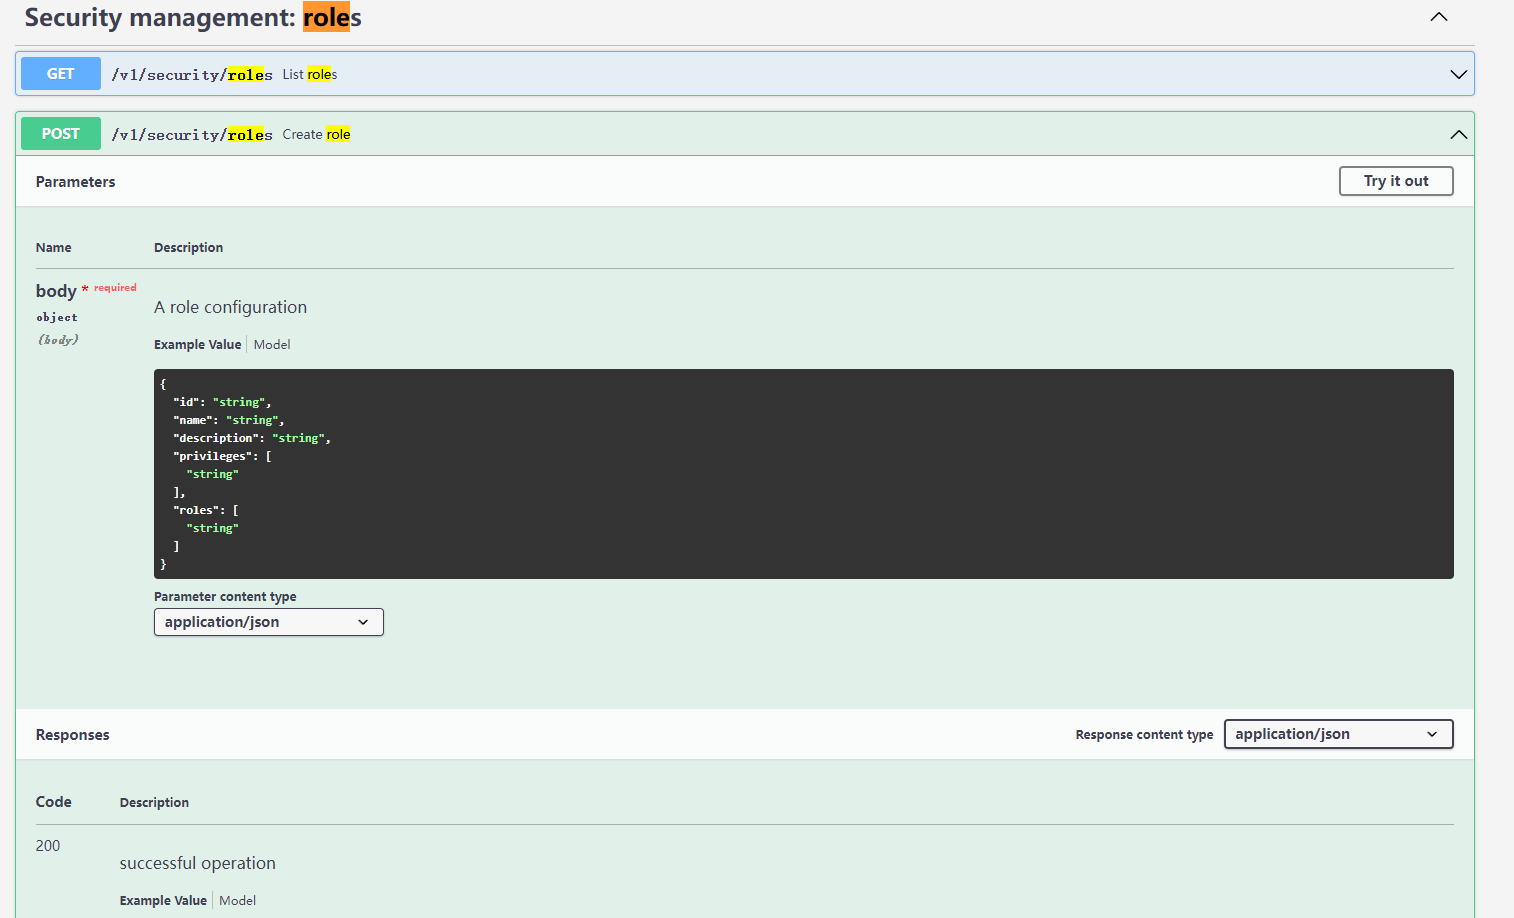 Security management: roles
GET /v1/security/roles List roles
POST /v1/security/roles Create role
Parameters Try it out
Name Description
body * required
object
(body)
A role configuration
Example Value Model
{
"id": "string",
"name": "string",
"description": "string",
"privileges": [
"string"
],
"roles": [
"string"
]
}
Parameter content type
application/json
Responses Response content type application/json
Code Description
200
successful operation
Example Value Model